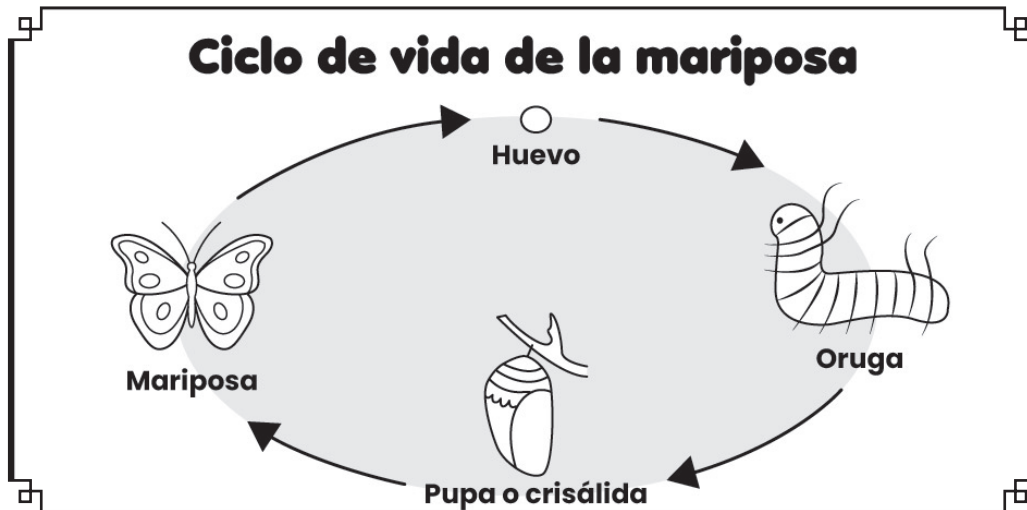 Ciclo de vida de la mariposa
Huevo
Oruga
Mariposa
Pupa o crisálida